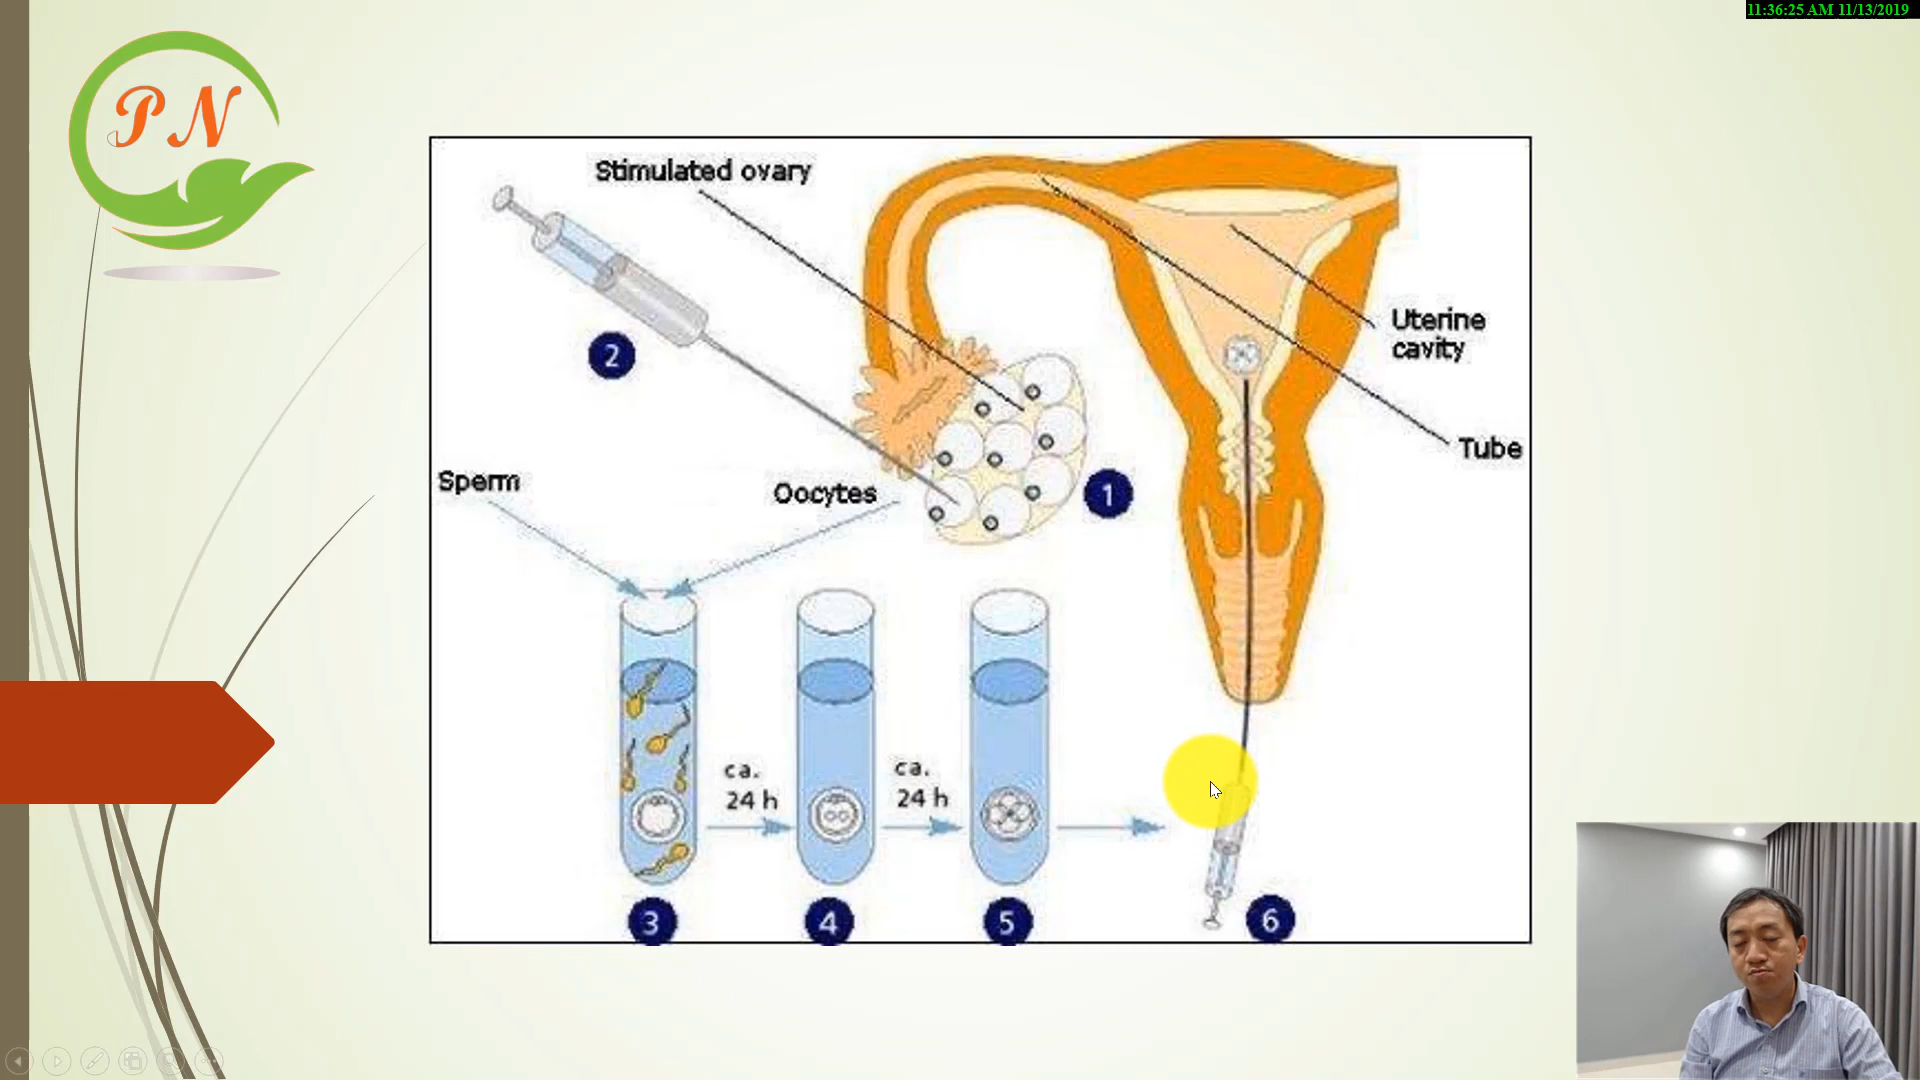 11:36:25 AM 11/13/2019
PN
Stimulated ovary
2
Uterine
cavity
Tube
Sperm
Oocytes
1
ca.
24 h
ca.
24 h
3
4
5
6